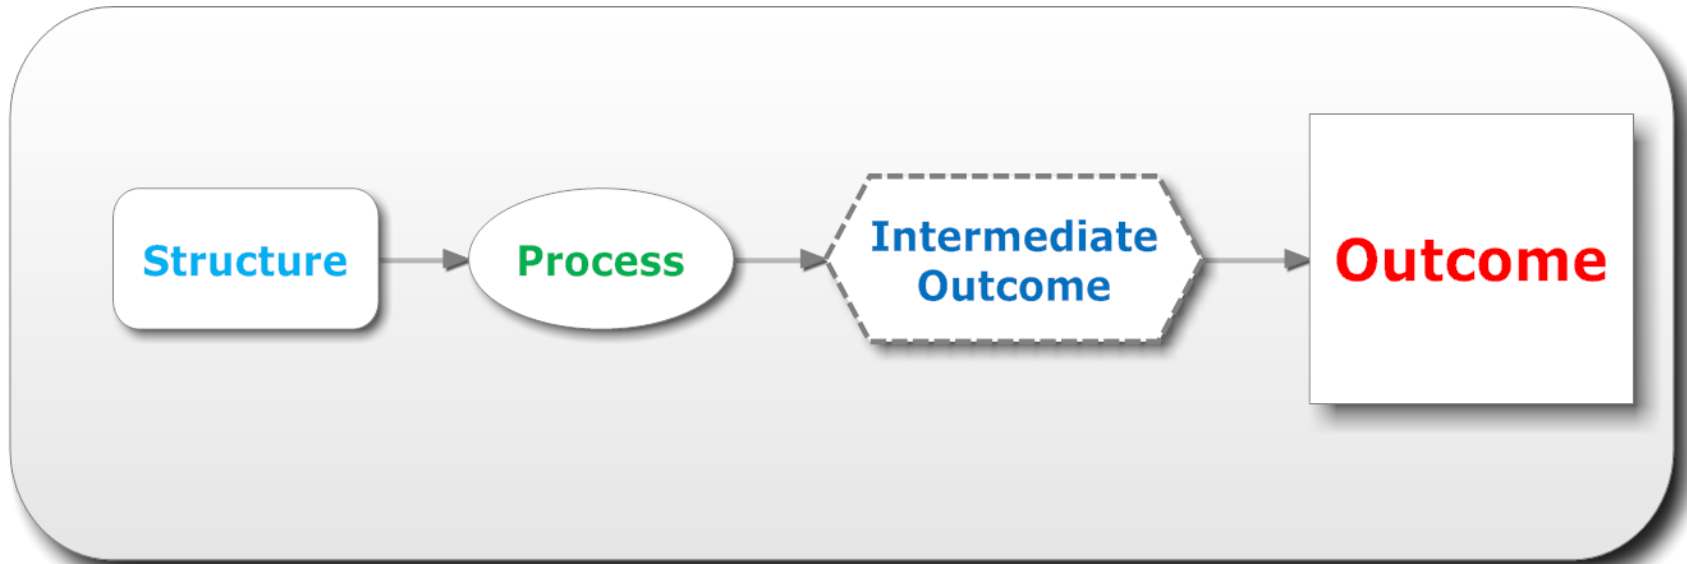 Structure
Process
Intermediate
Outcome
Outcome